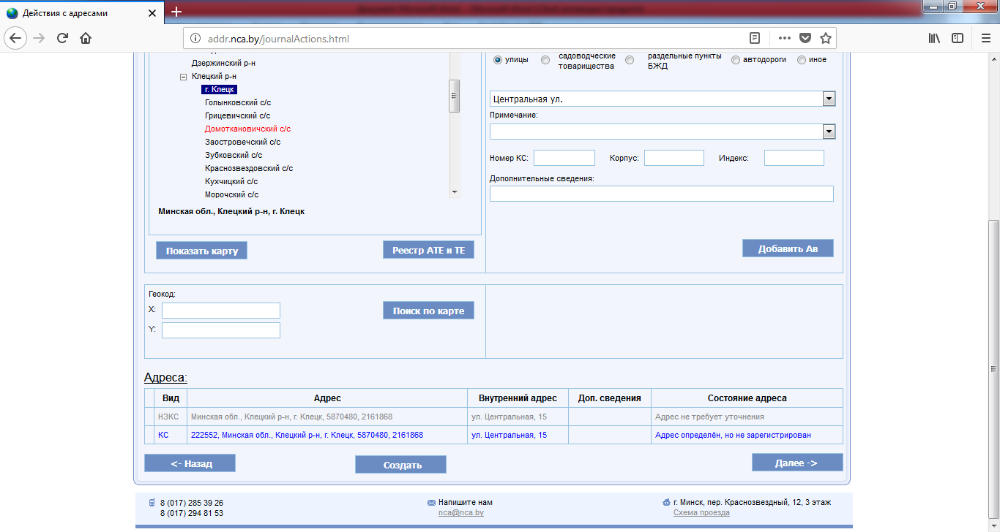 Действия с адресами
addr.nca.by/journalActions.html
Дзержинский р-н
Клецкий р-н
г. Клецк
Голынковский с/с
Грицевичский с/с
Домоткановичский с/с
Заостровечский с/с
Зубковский с/с
Краснозвездовский с/с
Кухчицкий с/с
Морочский с/с
Минская обл., Клецкий р-н, г. Клецк
Показать карту
Реестр АТЕ и ТЕ
улицы
садоводческие
товарищества
раздельные пункты
БЖД
автодороги
иное
Центральная ул.
Примечание:
Номер КС:
Корпус:
Индекс:
Дополнительные сведения:
Добавить Ав
Геокод:
X:
Y:
Поиск по карте
Адреса:
Вид Адрес Внутренний адрес Доп. сведения Состояние адреса
НЗКС Минская обл., Клецкий р-н, г. Клецк, 5870480, 2161868 ул. Центральная, 15 Адрес не требует уточнения
КС 222552, Минская обл., Клецкий р-н, г. Клецк, 5870480, 2161868 ул. Центральная, 15 Адрес определён, но не зарегистрирован
<- Назад
Создать
Далее ->
8 (017) 285 39 26
8 (017) 294 81 53
Напишите нам
nca@nca.by
г. Минск, пер. Краснозвездный, 12, 3 этаж
Схема проезда